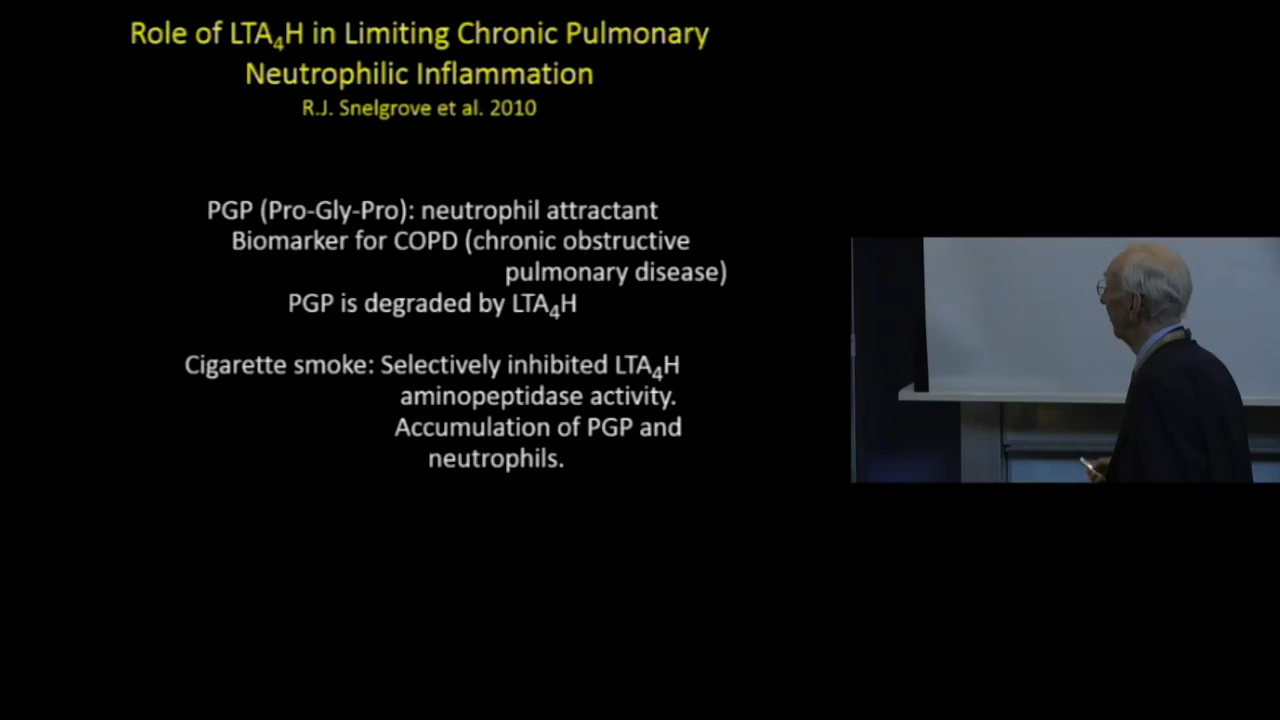 Role of LTA₄H in Limiting Chronic Pulmonary
Neutrophilic Inflammation
R.J. Snelgrove et al. 2010
PGP (Pro-Gly-Pro): neutrophil attractant
Biomarker for COPD (chronic obstructive
pulmonary disease)
PGP is degraded by LTA₄H
Cigarette smoke: Selectively inhibited LTA₄H
aminopeptidase activity.
Accumulation of PGP and
neutrophils.